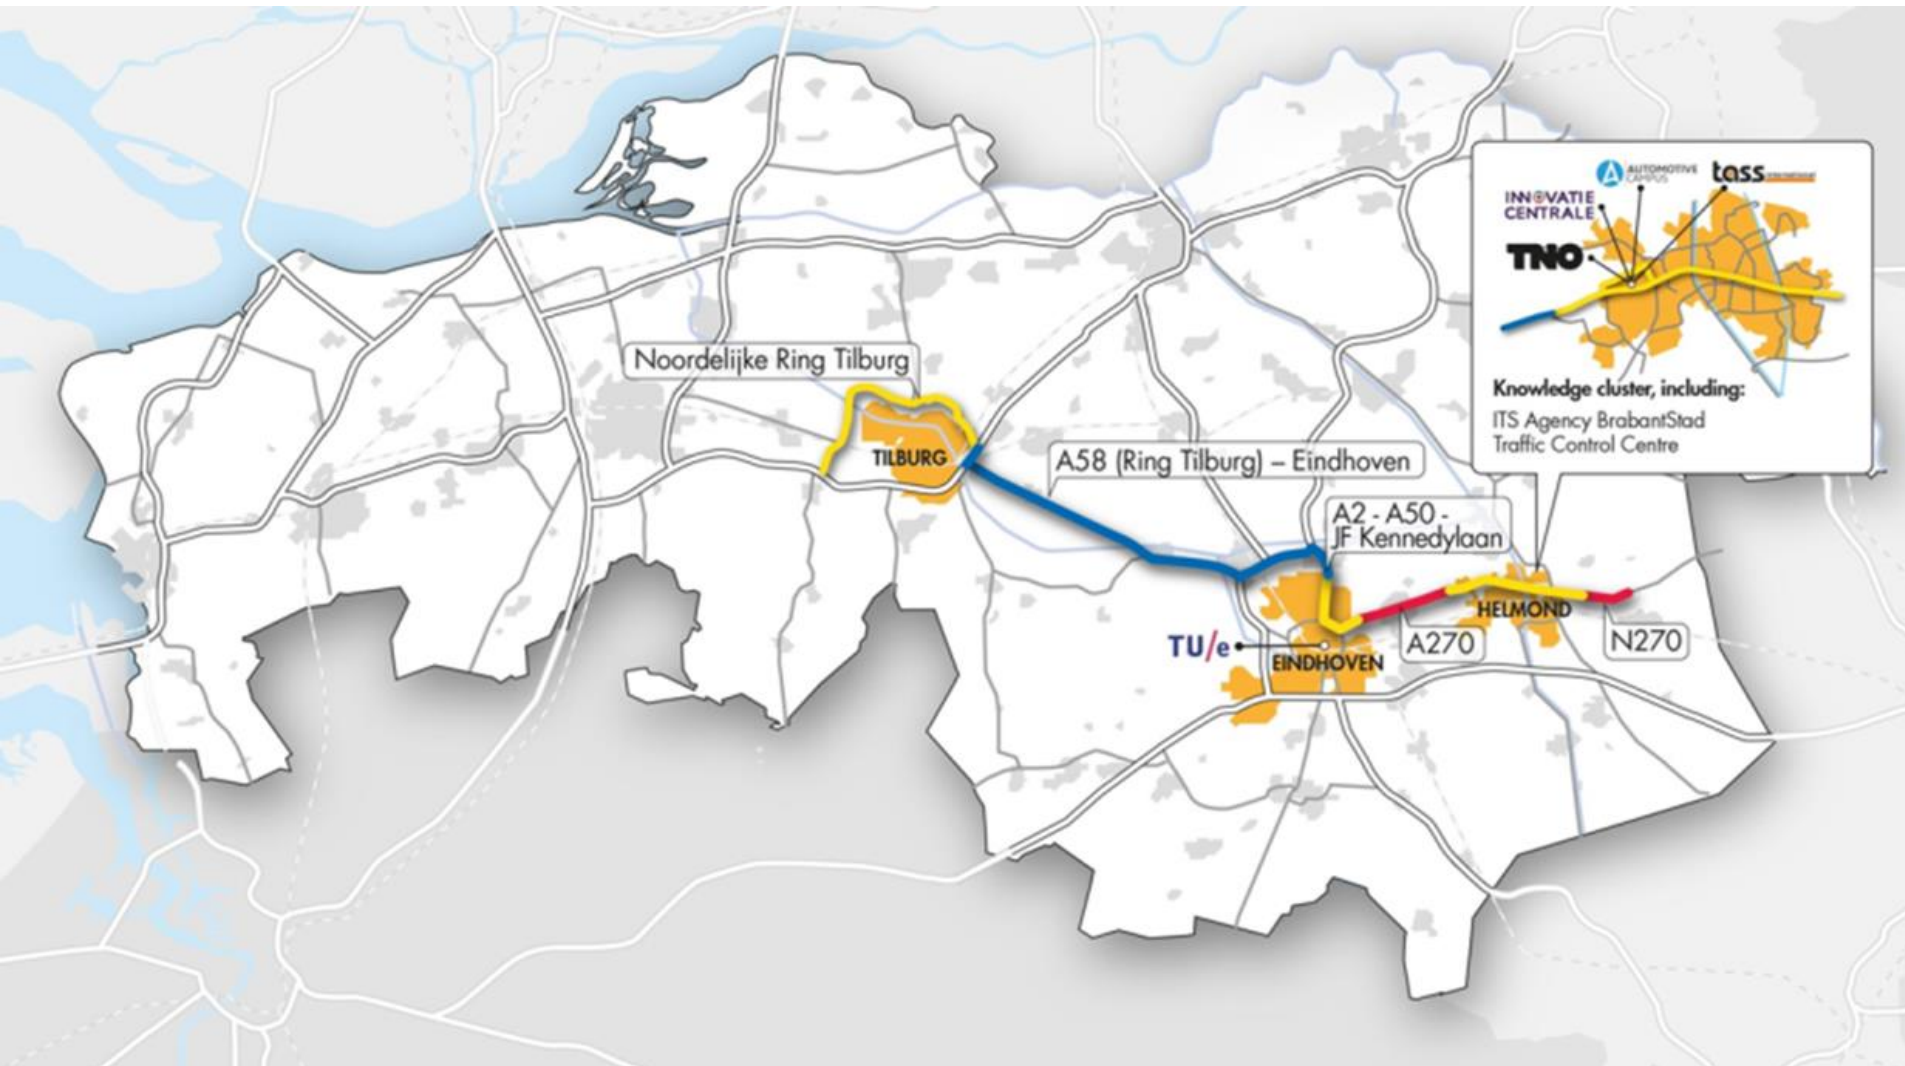 AUTOMOTIVE
CAMPUS
tass
international
INNOVATIE
CENTRALE
TNO
Knowledge cluster, including:
ITS Agency BrabantStad
Traffic Control Centre
Noordelijke Ring Tilburg
TILBURG
A58 (Ring Tilburg) – Eindhoven
A2 - A50 -
JF Kennedylaan
HELMOND
TU/e
A270
N270
EINDHOVEN